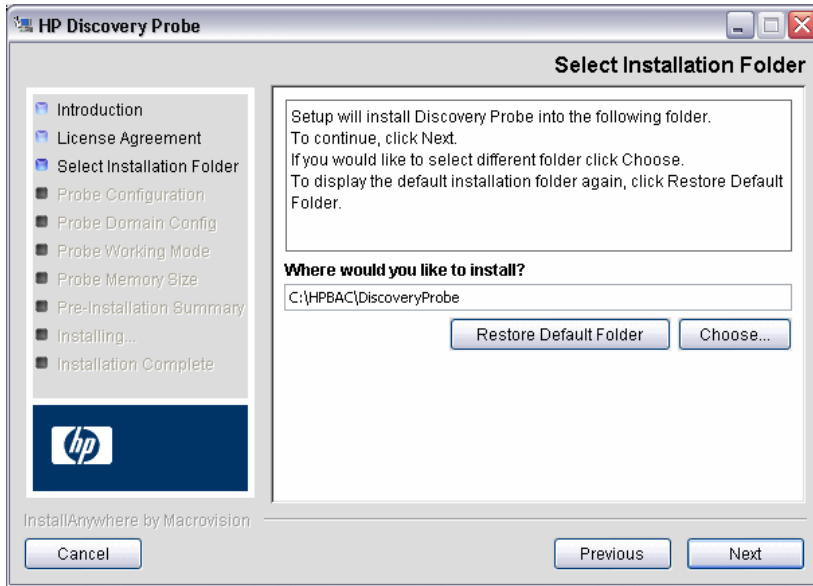 HP Discovery Probe
Select Installation Folder
Introduction
License Agreement
Select Installation Folder
Probe Configuration
Probe Domain Config
Probe Working Mode
Probe Memory Size
Pre-Installation Summary
Installing...
Installation Complete
hp
Setup will install Discovery Probe into the following folder.
To continue, click Next.
If you would like to select different folder click Choose.
To display the default installation folder again, click Restore Default
Folder.
Where would you like to install?
C:\HPBAC\DiscoveryProbe
Restore Default Folder
Choose...
InstallAnywhere by Macrovision
Cancel
Previous
Next